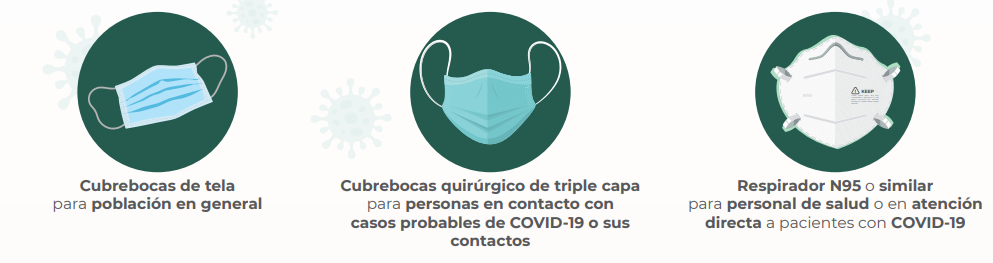 KEEP
Cubrebocas de tela
para población en general
Cubrebocas quirúrgico de triple capa
para personas en contacto con
casos probables de COVID-19 o sus
contactos
Respirador N95 o similar
para personal de salud o en atención
directa a pacientes con COVID-19